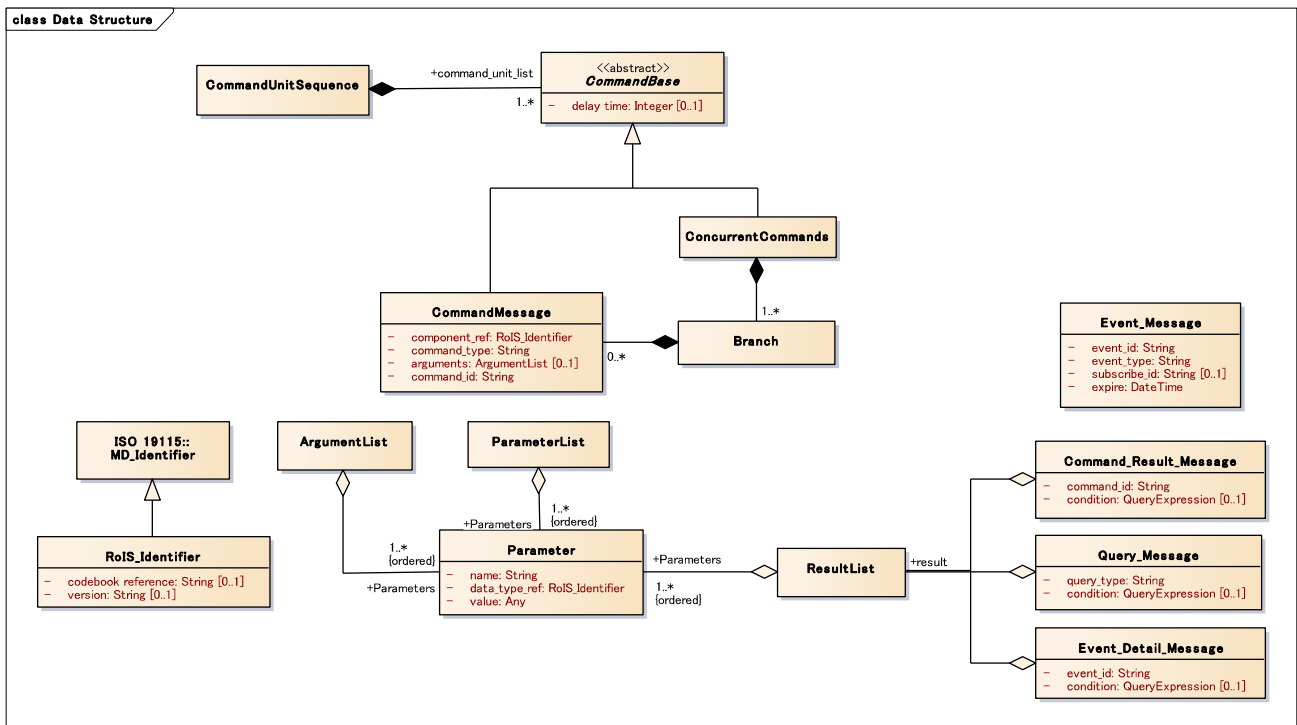 class Data Structure
CommandUnitSequence
+command_unit_list
1..*
<<abstract>>
CommandBase
- delay time: Integer [0..1]
ConcurrentCommands
1..*
CommandMessage
- component_ref: RoIS_Identifier
- command_type: String
- arguments: ArgumentList [0..1]
- command_id: String
0..*
Branch
Event_Message
- event_id: String
- event_type: String
- subscribe_id: String [0..1]
- expire: DateTime
ISO 19115::
MD_Identifier
ArgumentList
ParameterList
RoIS_Identifier
- codebook reference: String [0..1]
- version: String [0..1]
1..*
{ordered}
+Parameters
1..*
{ordered}
+Parameters
Parameter
- name: String
- data_type_ref: RoIS_Identifier
- value: Any
+Parameters
1..*
{ordered}
ResultList
+result
Command_Result_Message
- command_id: String
- condition: QueryExpression [0..1]
Query_Message
- query_type: String
- condition: QueryExpression [0..1]
Event_Detail_Message
- event_id: String
- condition: QueryExpression [0..1]